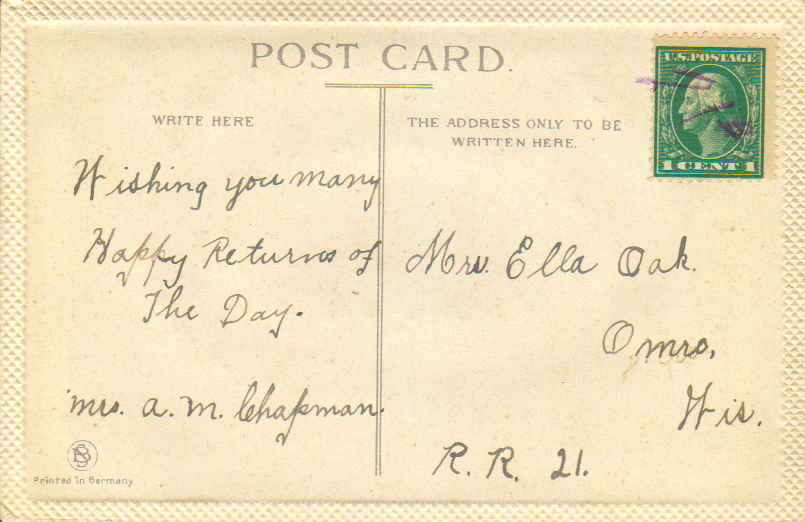 POST CARD.
WRITE HERE
THE ADDRESS ONLY TO BE
WRITTEN HERE.
U.S. POSTAGE
1 CENT 1
Wishing you many
Happy Returns of
The Day.
Mrs. A. M. Chapman.
Mrs. Ella Oak.
Omro,
Wis.
R. R. 21.
Printed in Germany